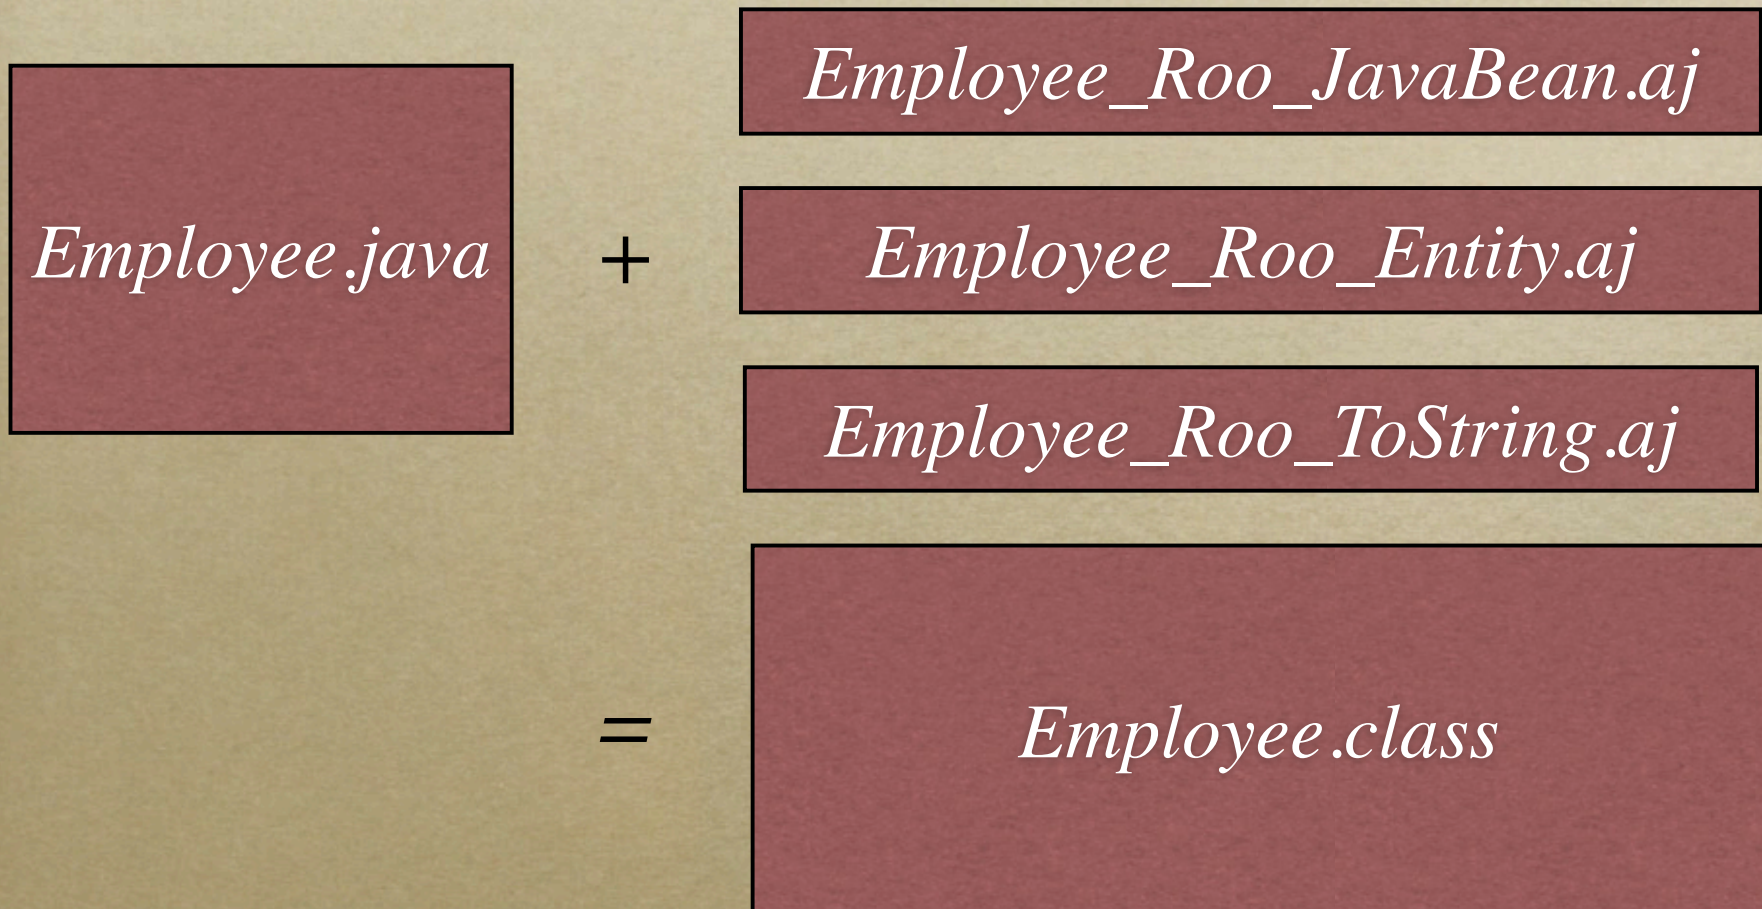 Employee.java
+
Employee_Roo_JavaBean.aj
Employee_Roo_Entity.aj
Employee_Roo_ToString.aj
=
Employee.class